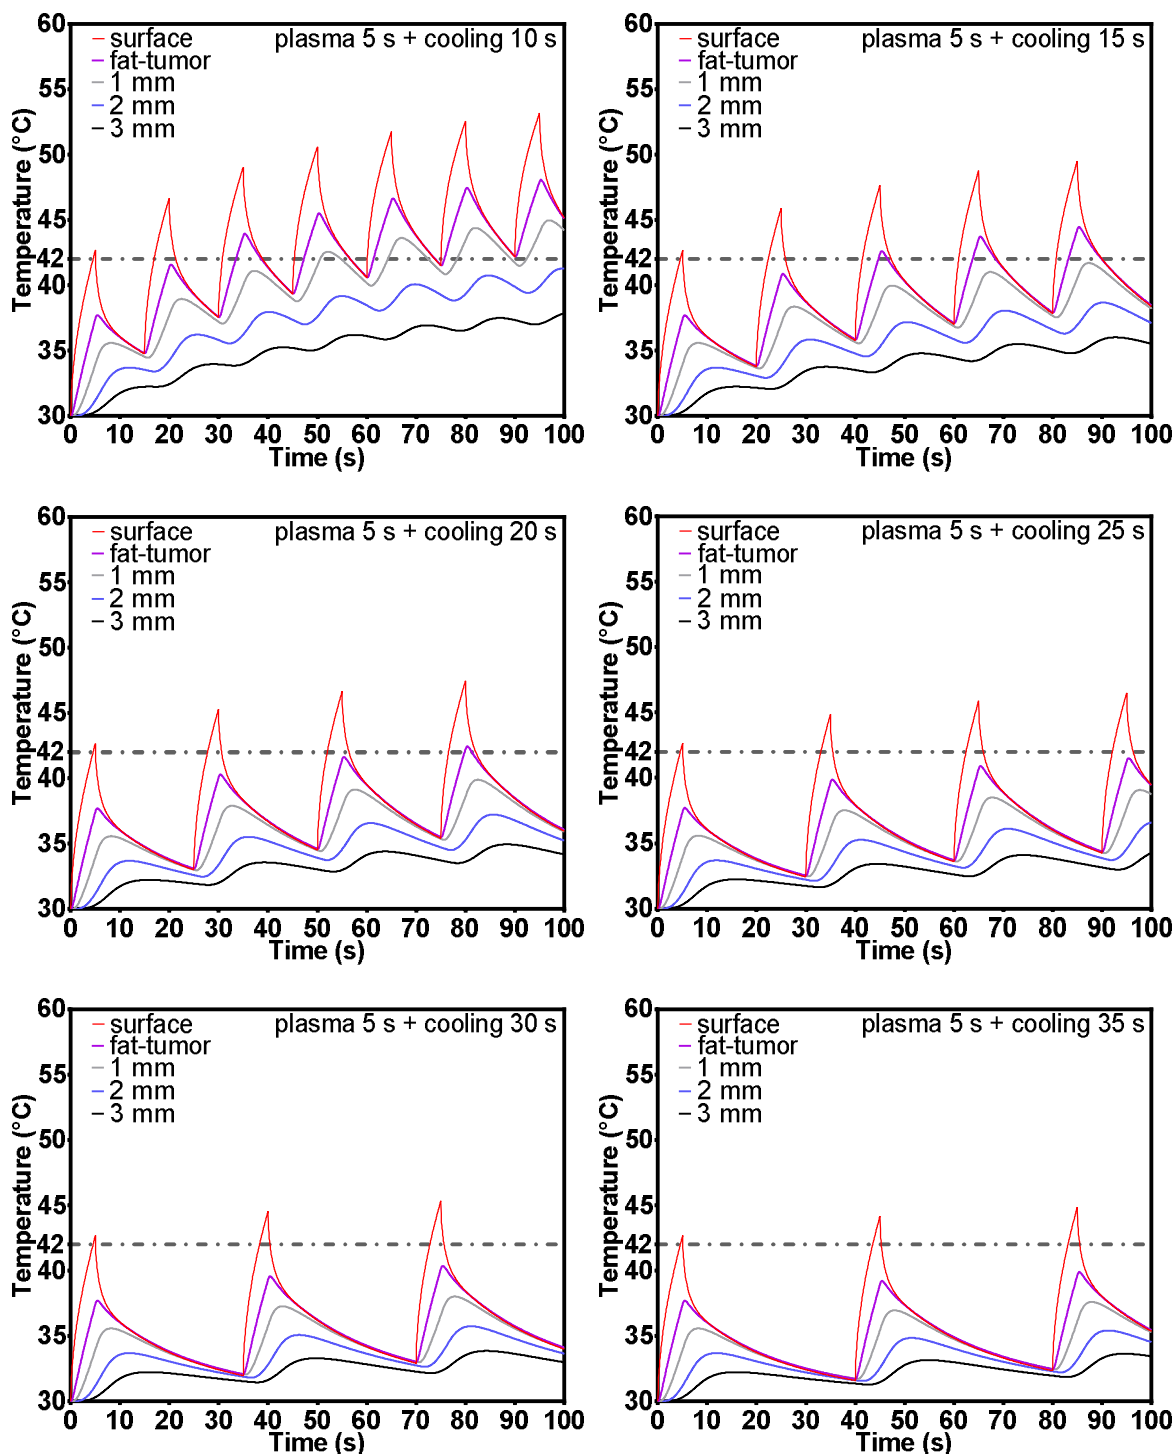 60
55
50
45
42
40
35
30
Temperature (°C)
surface
fat-tumor
1 mm
2 mm
3 mm
plasma 5 s + cooling 10 s
0 10 20 30 40 50 60 70 80 90 100
Time (s)
60
55
50
45
42
40
35
30
Temperature (°C)
surface
fat-tumor
1 mm
2 mm
3 mm
plasma 5 s + cooling 15 s
0 10 20 30 40 50 60 70 80 90 100
Time (s)
60
55
50
45
42
40
35
30
Temperature (°C)
surface
fat-tumor
1 mm
2 mm
3 mm
plasma 5 s + cooling 20 s
0 10 20 30 40 50 60 70 80 90 100
Time (s)
60
55
50
45
42
40
35
30
Temperature (°C)
surface
fat-tumor
1 mm
2 mm
3 mm
plasma 5 s + cooling 25 s
0 10 20 30 40 50 60 70 80 90 100
Time (s)
60
55
50
45
42
40
35
30
Temperature (°C)
surface
fat-tumor
1 mm
2 mm
3 mm
plasma 5 s + cooling 30 s
0 10 20 30 40 50 60 70 80 90 100
Time (s)
60
55
50
45
42
40
35
30
Temperature (°C)
surface
fat-tumor
1 mm
2 mm
3 mm
plasma 5 s + cooling 35 s
0 10 20 30 40 50 60 70 80 90 100
Time (s)